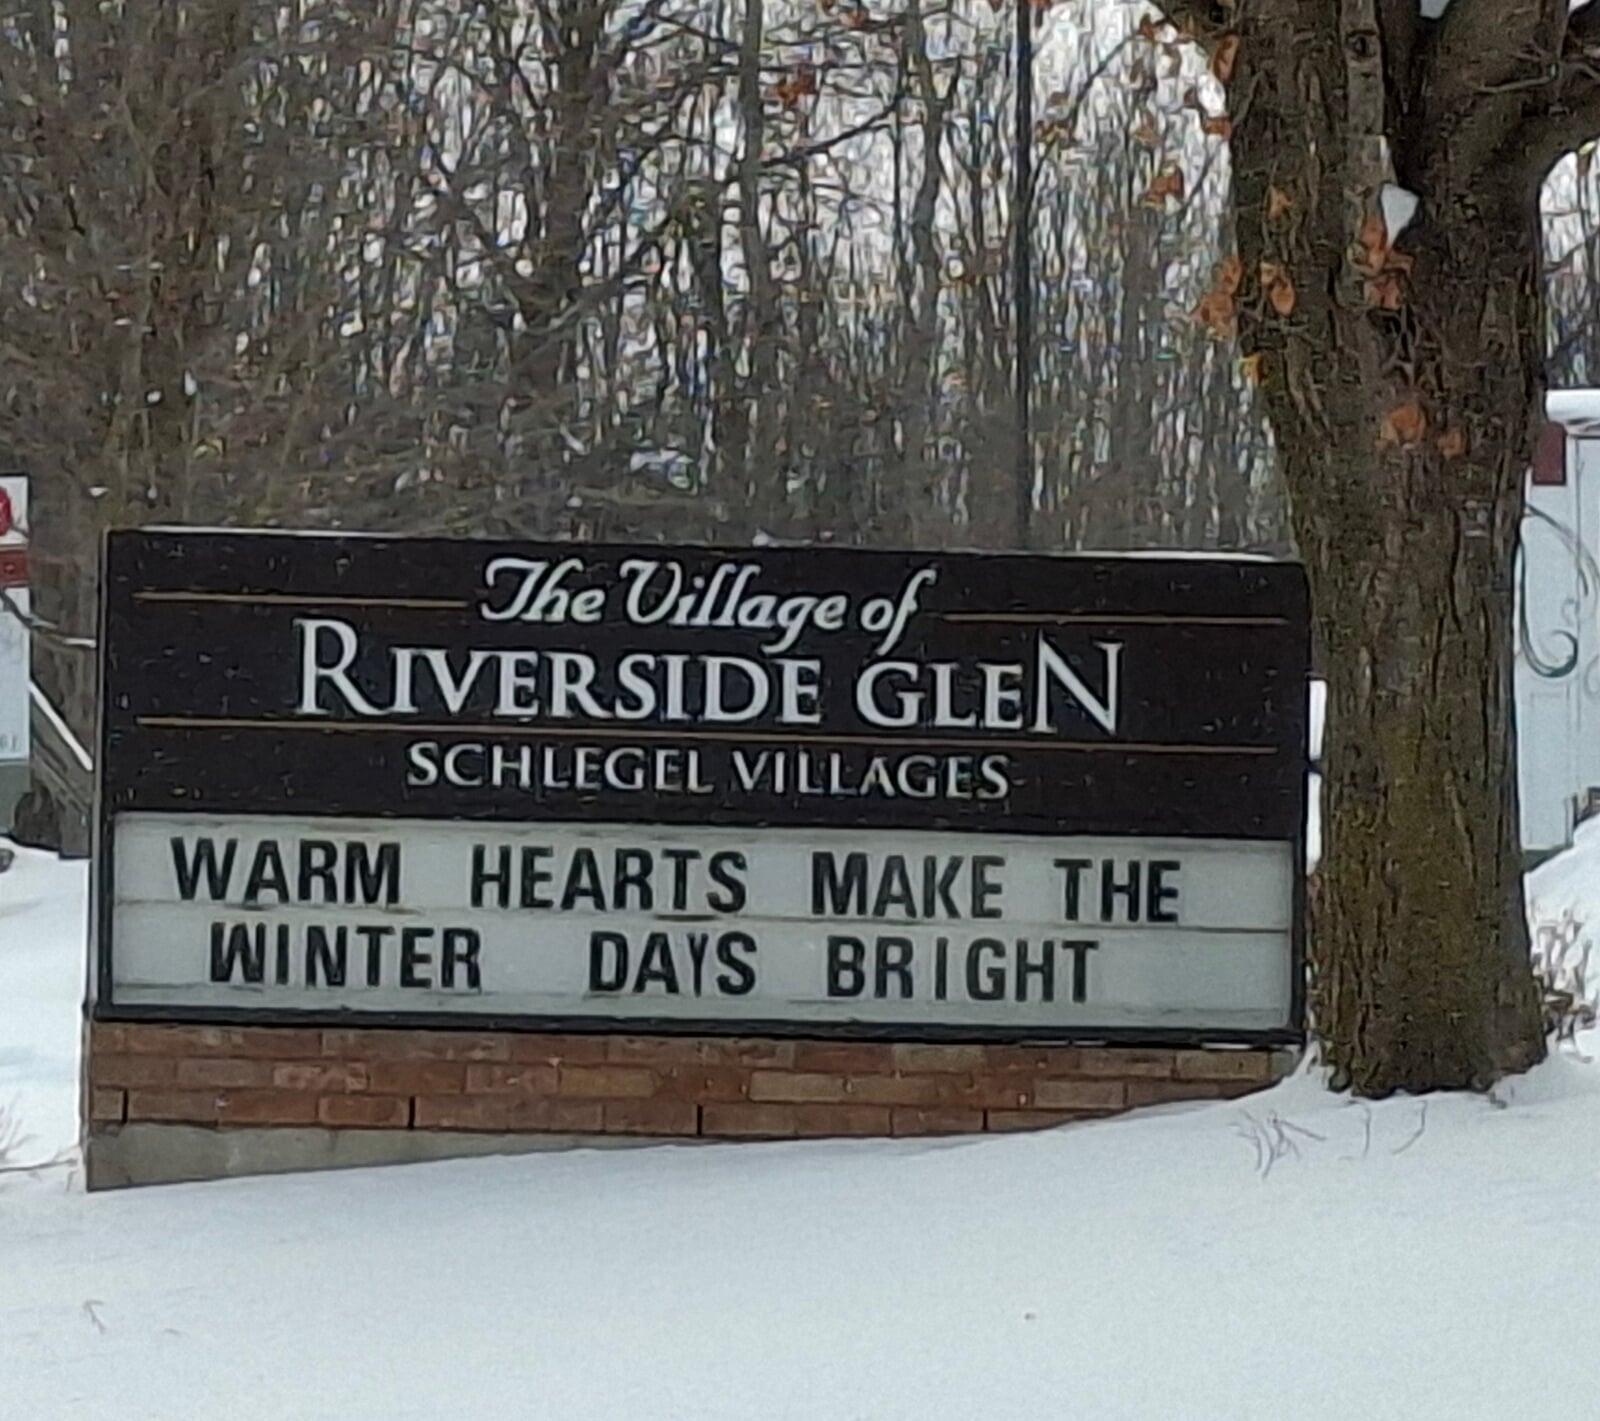 The Village of
RIVERSIDE GLEN
SCHLEGEL VILLAGES
WARM HEARTS MAKE THE
WINTER DAYS BRIGHT